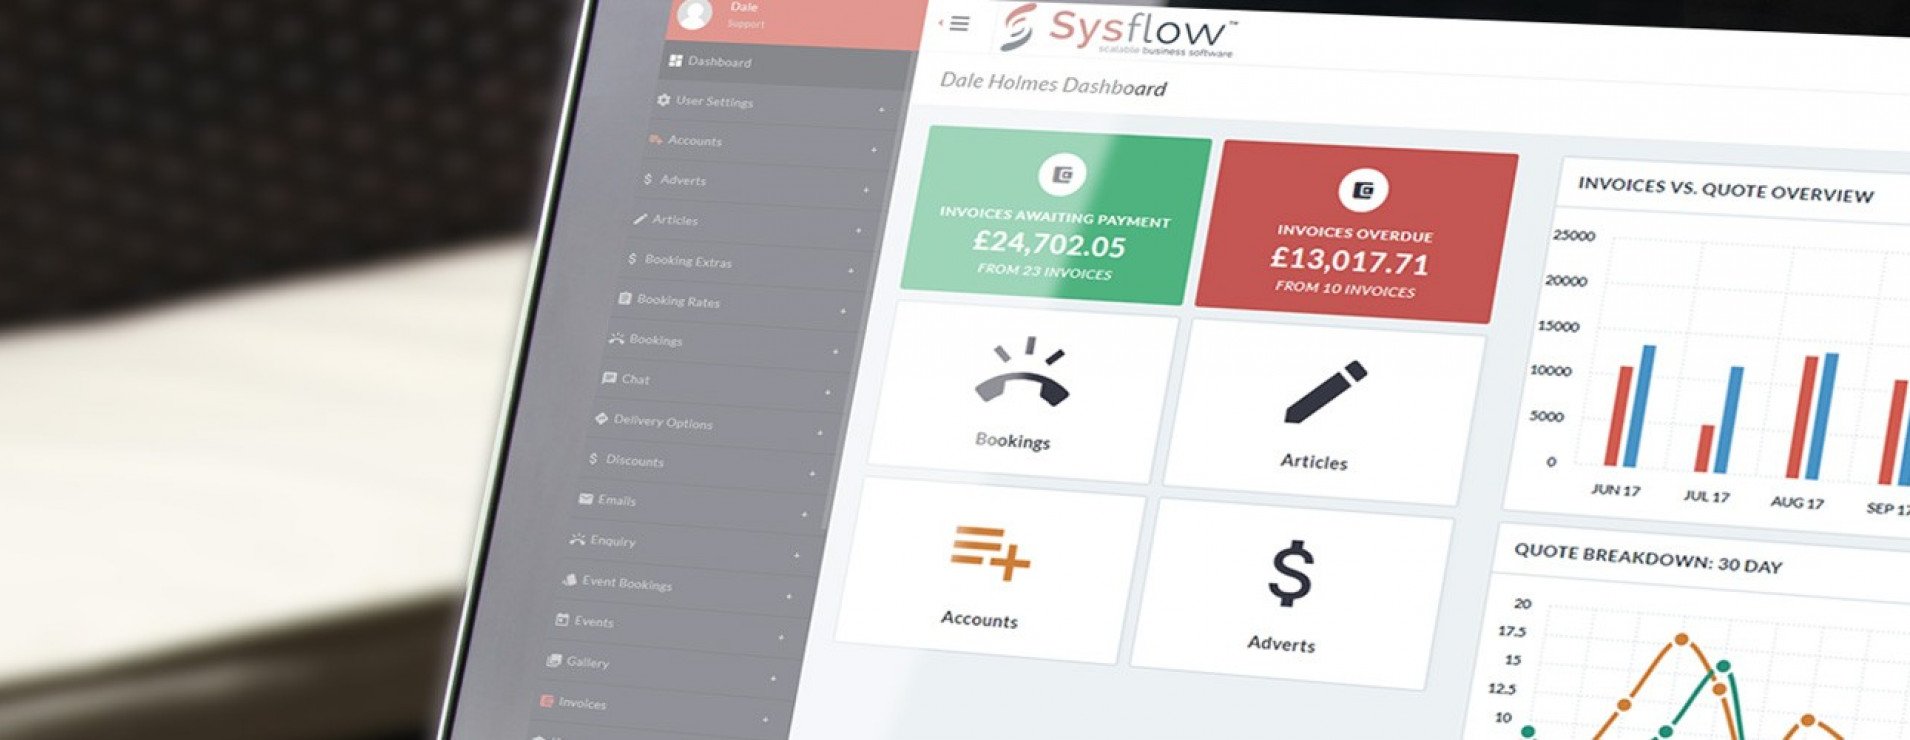 Dale
Support
Dashboard
User Settings
Accounts
Adverts
Articles
Booking Extras
Booking Rates
Bookings
Chat
Delivery Options
Discounts
Emails
Enquiry
Event Bookings
Events
Gallery
Invoices
Sysflow™
scalable business software
Dale Holmes Dashboard
INVOICES AWAITING PAYMENT
£24,702.05
FROM 23 INVOICES
INVOICES OVERDUE
£13,017.71
FROM 10 INVOICES
Bookings
Articles
Accounts
Adverts
INVOICES VS. QUOTE OVERVIEW
25000
20000
15000
10000
5000
0
JUN 17
JUL 17
AUG 17
SEP 17
QUOTE BREAKDOWN: 30 DAY
20
17.5
15
12.5
10